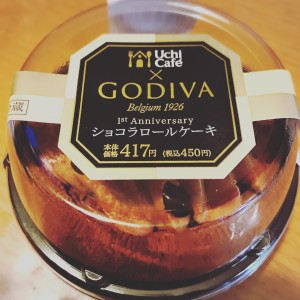 Uchi
Café
×
GODIVA
Belgium 1926
1st Anniversary
ショコラロールケーキ
本体
価格 417円 (税込450円)
蔵